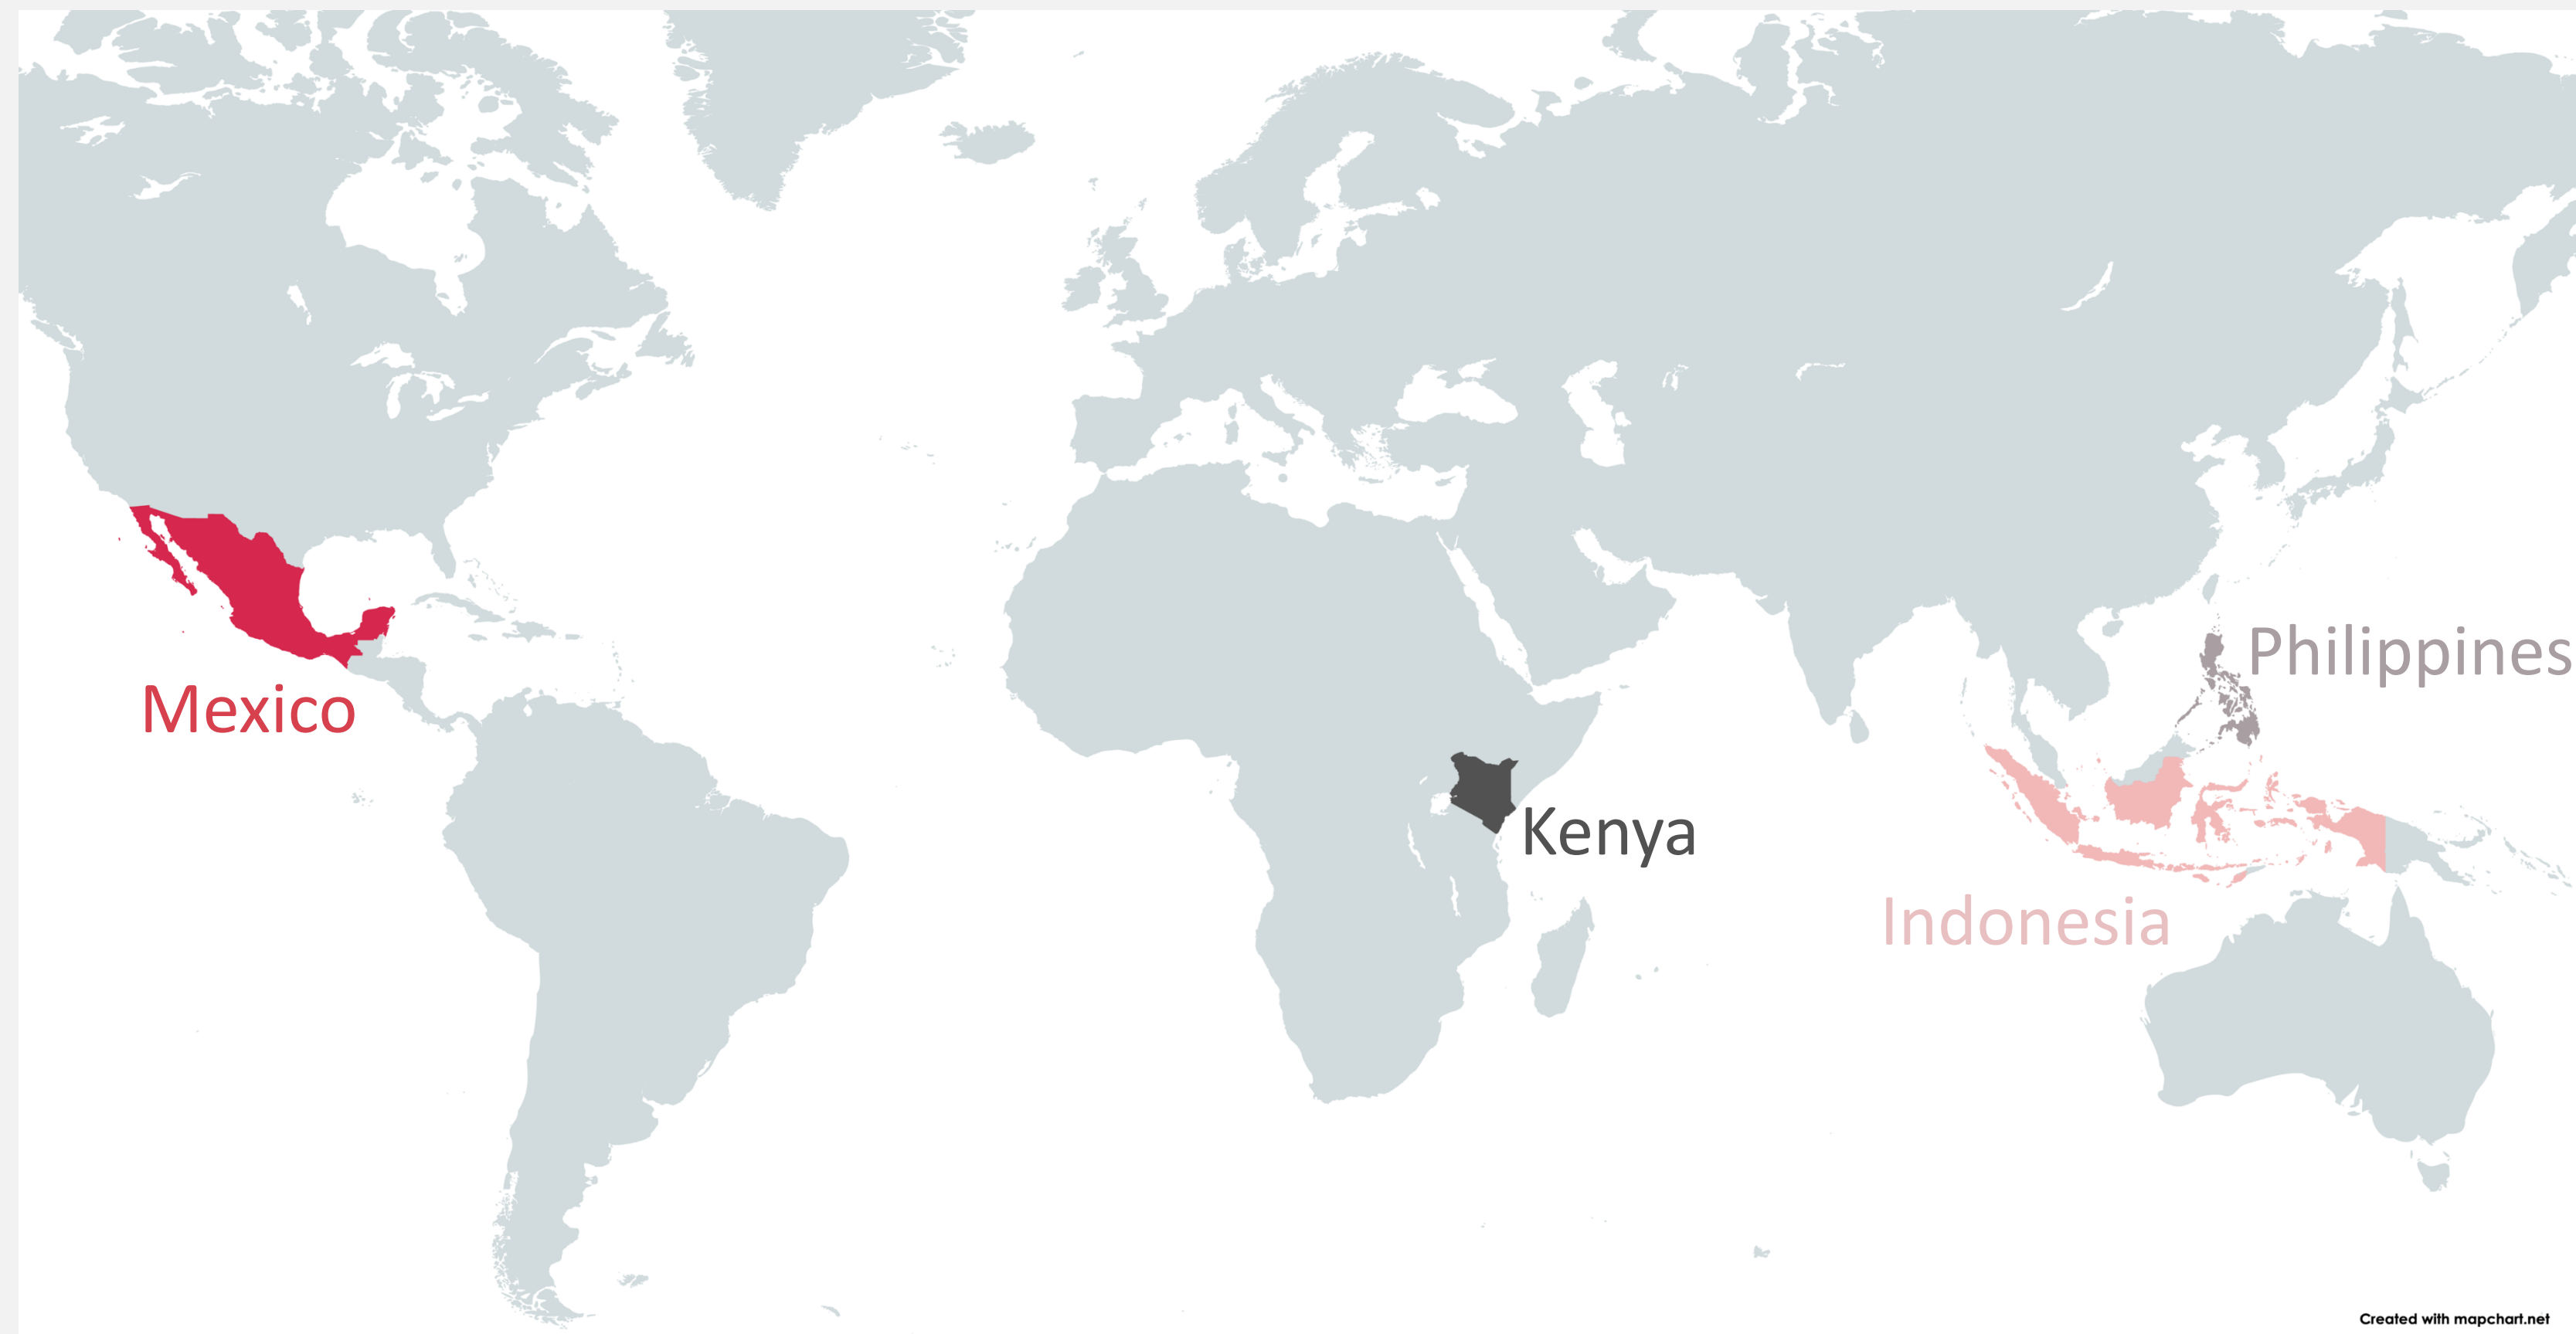 Philippines
Mexico
Kenya
Indonesia
Created with mapchart.net